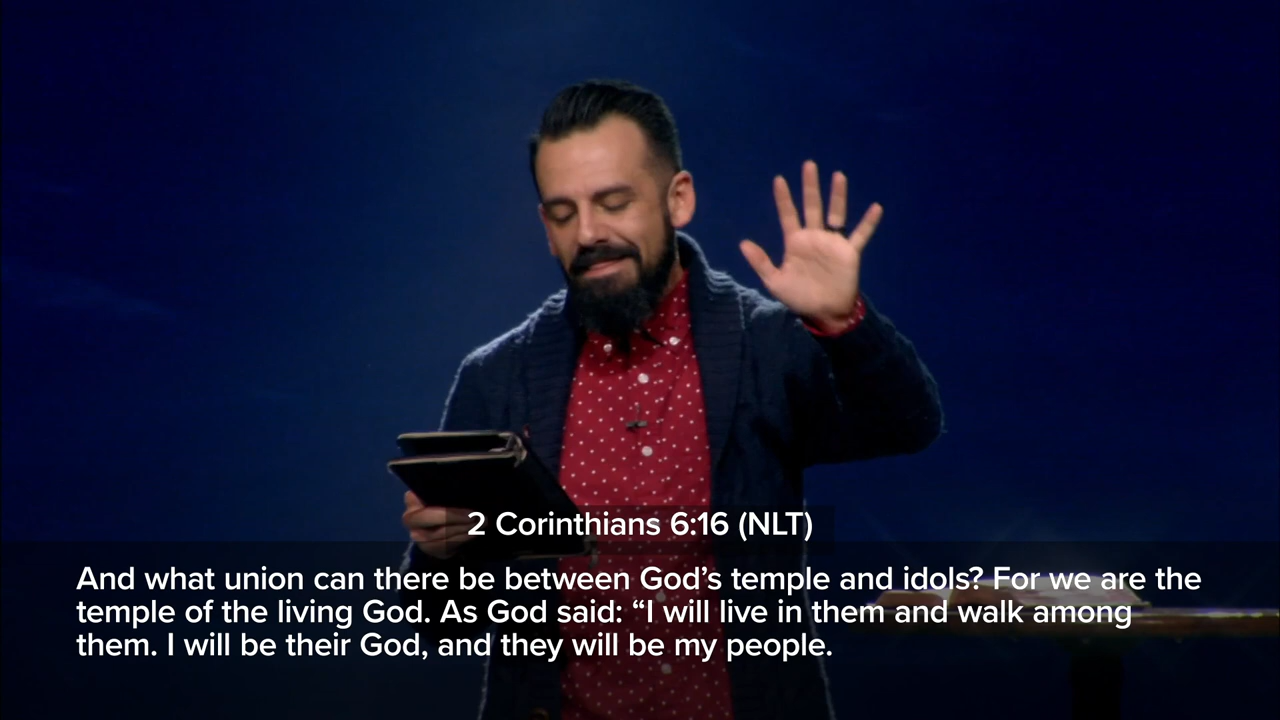 2 Corinthians 6:16 (NLT)
And what union can there be between God’s temple and idols? For we are the
temple of the living God. As God said: “I will live in them and walk among
them. I will be their God, and they will be my people.